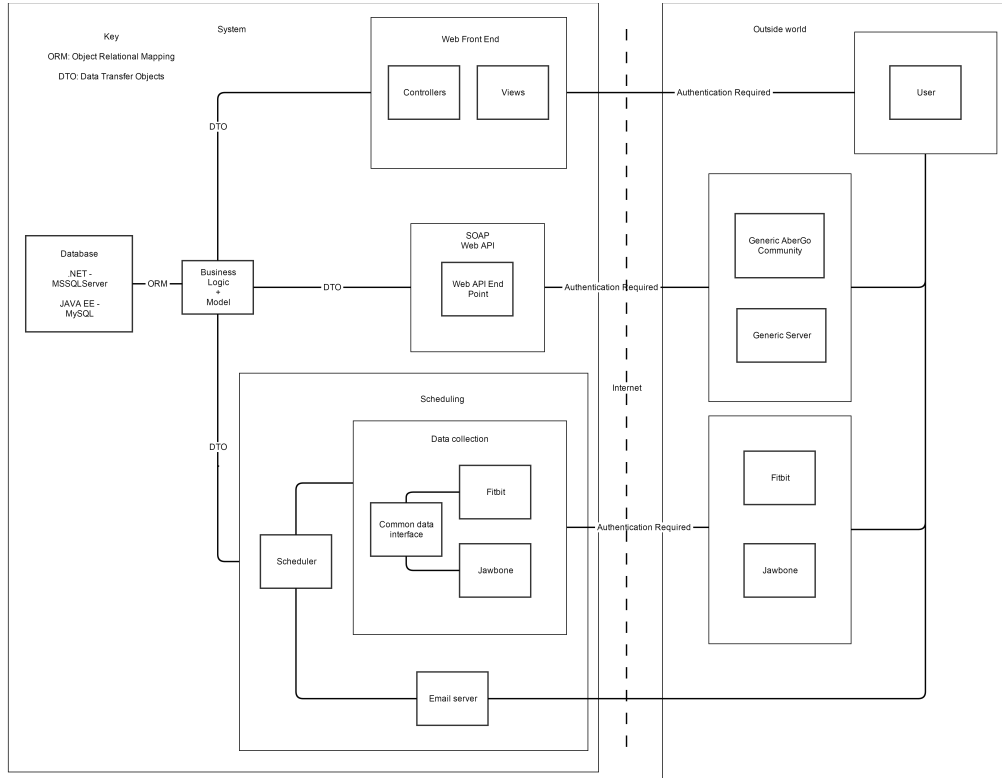 Key
System
ORM: Object Relational Mapping
DTO: Data Transfer Objects
Web Front End
Controllers
Views
Outside world
User
Authentication Required
DTO
Database
.NET -
MSSQLServer
JAVA EE -
MySQL
ORM
Business
Logic
+
Model
DTO
SOAP
Web API
Web API End
Point
Authentication Required
Generic AberGo
Community
Generic Server
Internet
Scheduling
DTO
Data collection
Scheduler
Common data
interface
Fitbit
Jawbone
Authentication Required
Fitbit
Jawbone
Email server